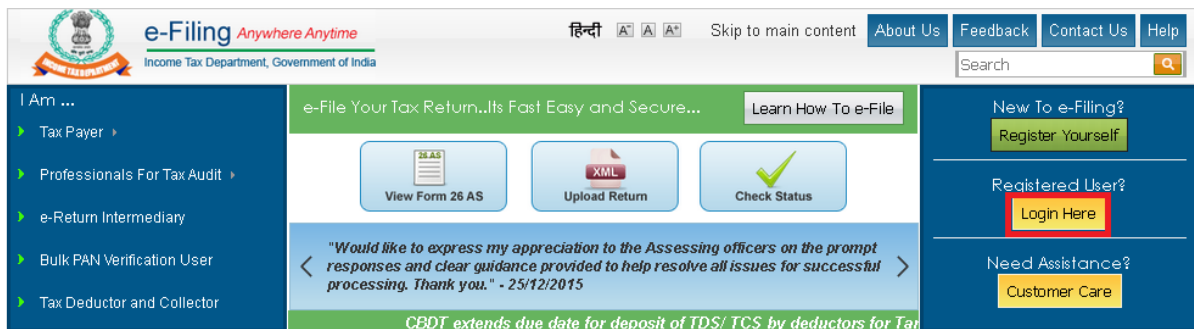 e-Filing Anywhere Anytime
Income Tax Department, Government of India
हिन्दी A- A A+ Skip to main content About Us Feedback Contact Us Help
Search
I Am ...
Tax Payer
Professionals For Tax Audit
e-Return Intermediary
Bulk PAN Verification User
Tax Deductor and Collector
e-File Your Tax Return..Its Fast Easy and Secure... Learn How To e-File
26.AS
View Form 26 AS
XML
Upload Return
Check Status
"Would like to express my appreciation to the Assessing officers on the prompt
responses and clear guidance provided to help resolve all issues for successful
processing. Thank you." - 25/12/2015
CBDT extends due date for deposit of TDS/ TCS by deductors for Tar
New To e-Filing?
Register Yourself
Registered User?
Login Here
Need Assistance?
Customer Care